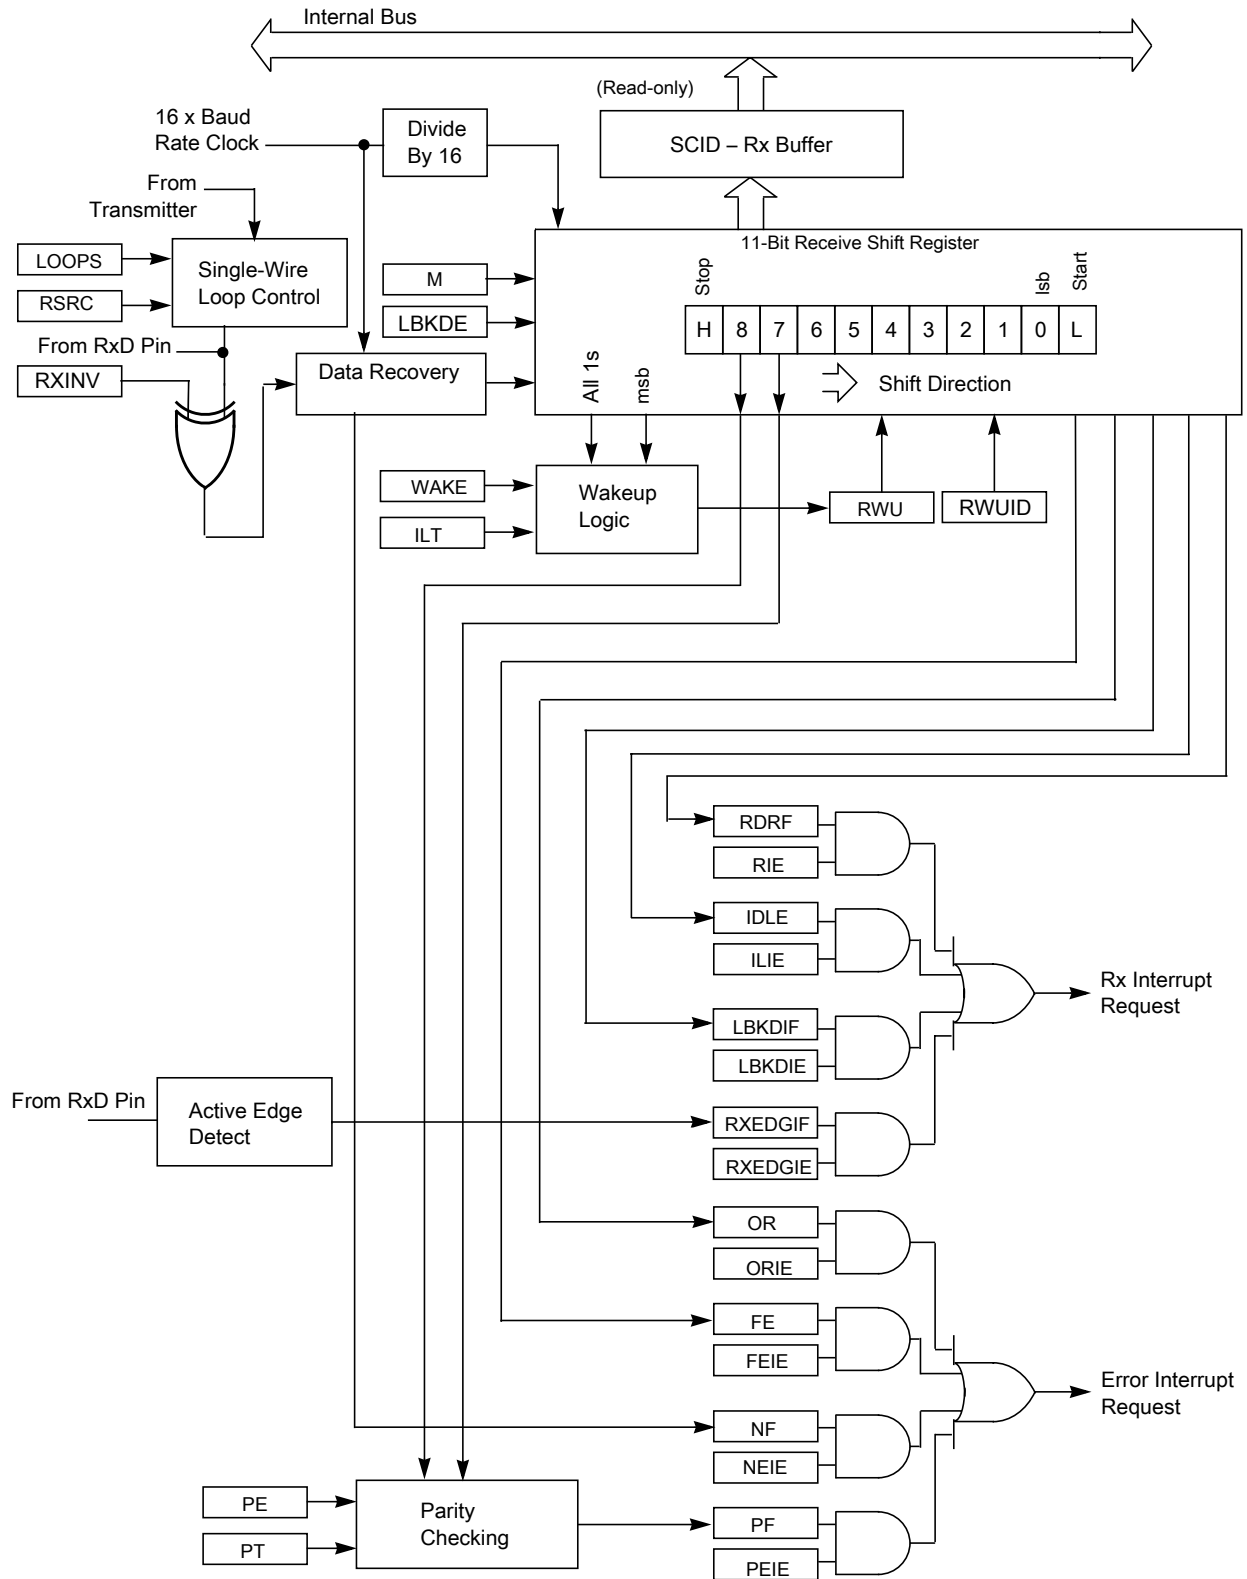 Internal Bus
(Read-only)
16 x Baud
Rate Clock
Divide
By 16
SCID – Rx Buffer
From
Transmitter
11-Bit Receive Shift Register
LOOPS
RSRC
Single-Wire
Loop Control
M
LBKDE
Stop
lsb
Start
H 8 7 6 5 4 3 2 1 0 L
From RxD Pin
RXINV
Data Recovery
All 1s
msb
Shift Direction
WAKE
ILT
Wakeup
Logic
RWU
RWUID
RDRF
RIE
IDLE
ILIE
Rx Interrupt
Request
LBKDIF
LBKDIE
From RxD Pin
Active Edge
Detect
RXEDGIF
RXEDGIE
OR
ORIE
FE
FEIE
Error Interrupt
Request
NF
NEIE
PE
PT
Parity
Checking
PF
PEIE